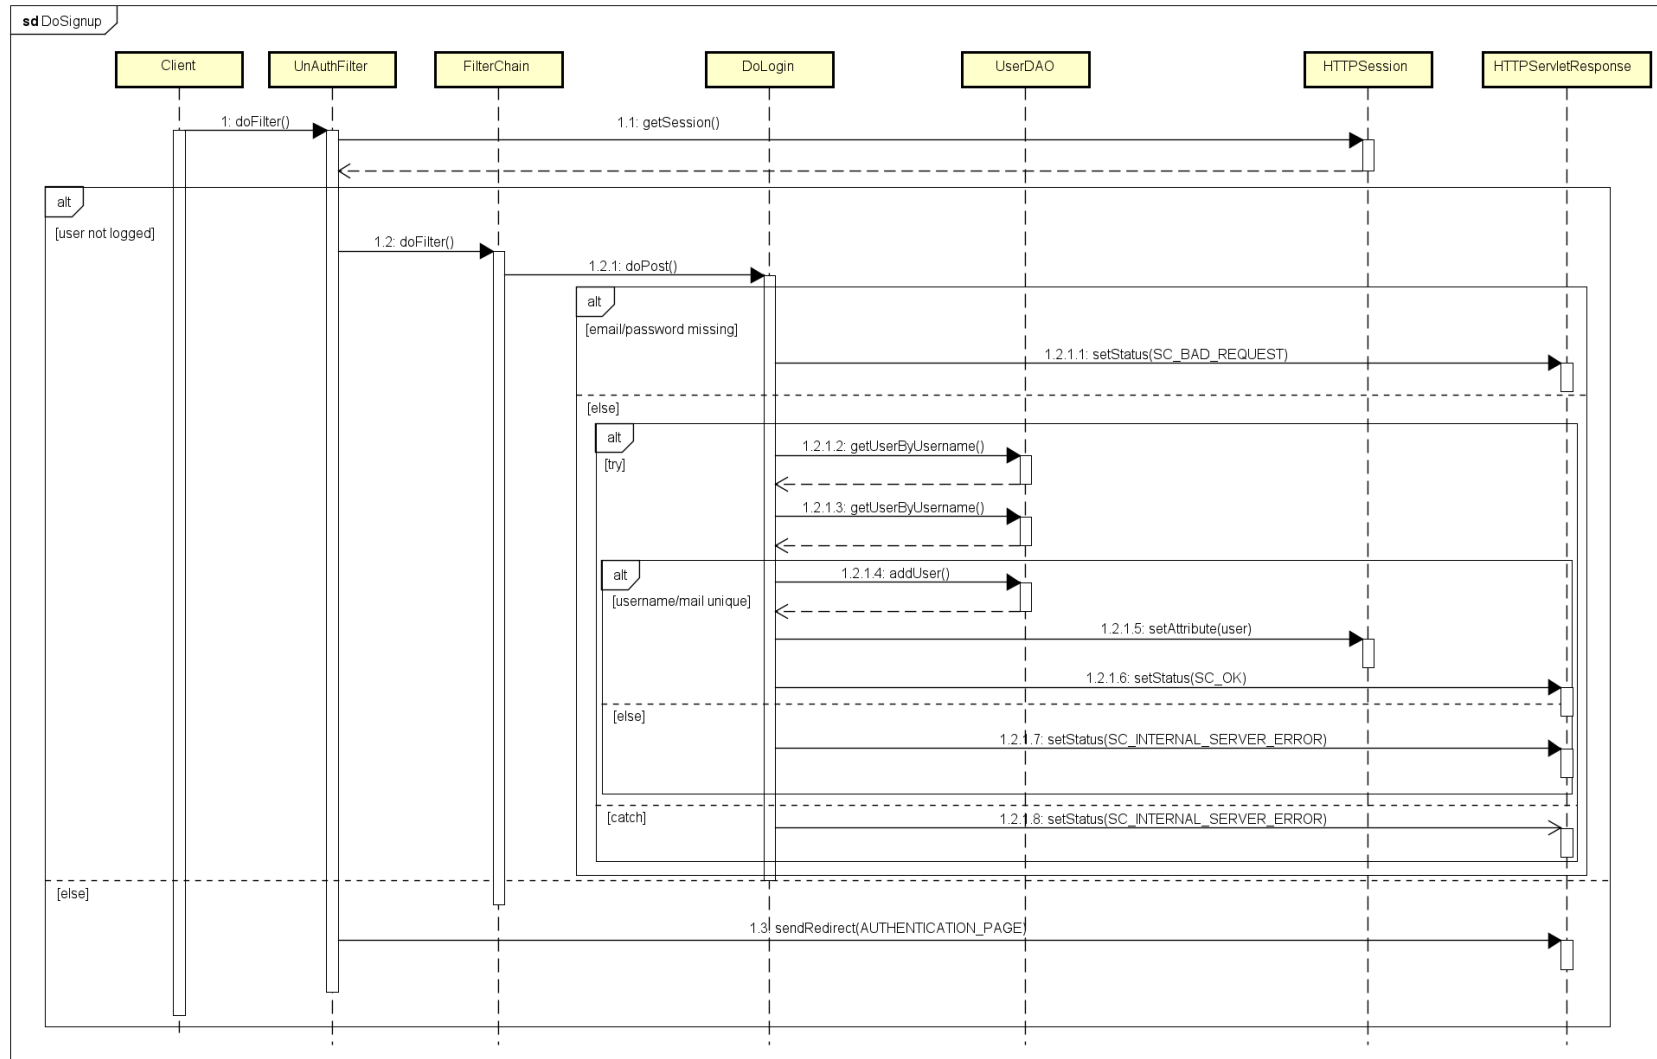 sd DoSignup
Client
UnAuthFilter
FilterChain
DoLogin
UserDAO
HTTPSession
HTTPServletResponse
1: doFilter()
1.1: getSession()
alt
[user not logged]
1.2: doFilter()
1.2.1: doPost()
alt
[email/password missing]
1.2.1.1: setStatus(SC_BAD_REQUEST)
[else]
alt
[try]
1.2.1.2: getUserByUsername()
1.2.1.3: getUserByUsername()
alt
[username/mail unique]
1.2.1.4: addUser()
1.2.1.5: setAttribute(user)
1.2.1.6: setStatus(SC_OK)
[else]
1.2.1.7: setStatus(SC_INTERNAL_SERVER_ERROR)
[catch]
1.2.1.8: setStatus(SC_INTERNAL_SERVER_ERROR)
[else]
1.3: sendRedirect(AUTHENTICATION_PAGE)